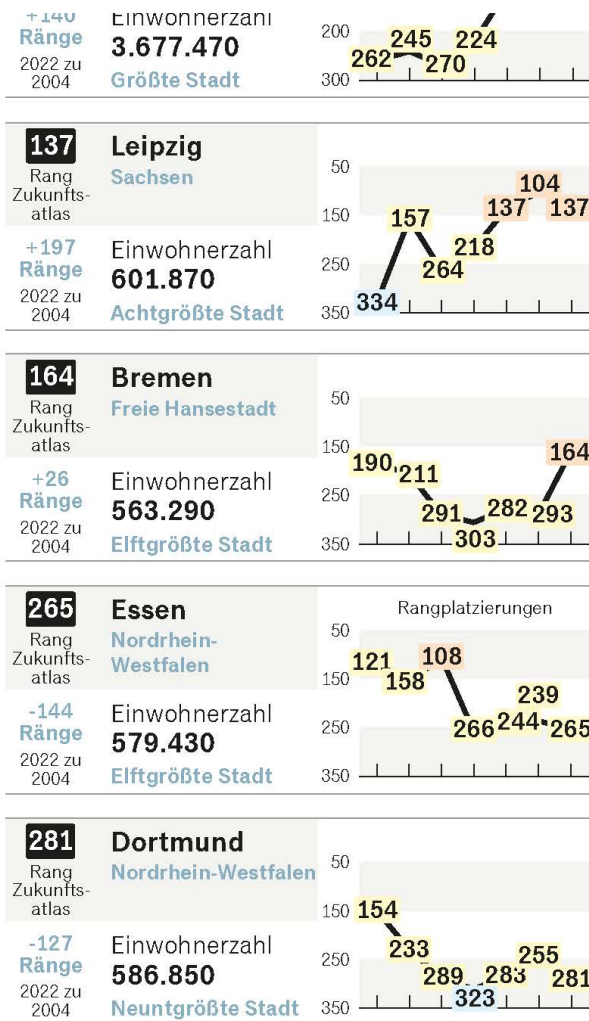 +140
Ränge
2022 zu
2004
Einwohnerzahl
3.677.470
Größte Stadt
200
300
262
245
270
224
137
Rang
Zukunfts-
atlas
Leipzig
Sachsen
+197
Ränge
2022 zu
2004
Einwohnerzahl
601.870
Achtgrößte Stadt
50
150
250
350
334
157
264
218
137
104
137
164
Rang
Zukunfts-
atlas
Bremen
Freie Hansestadt
+26
Ränge
2022 zu
2004
Einwohnerzahl
563.290
Elftgrößte Stadt
50
150
250
350
190
211
291
303
282
293
164
265
Rang
Zukunfts-
atlas
Essen
Nordrhein-
Westfalen
-144
Ränge
2022 zu
2004
Einwohnerzahl
579.430
Elftgrößte Stadt
Rangplatzierungen
50
150
250
350
121
158
108
266
244
239
265
281
Rang
Zukunfts-
atlas
Dortmund
Nordrhein-Westfalen
-127
Ränge
2022 zu
2004
Einwohnerzahl
586.850
Neuntgrößte Stadt
50
150
250
350
154
233
289
323
283
255
281